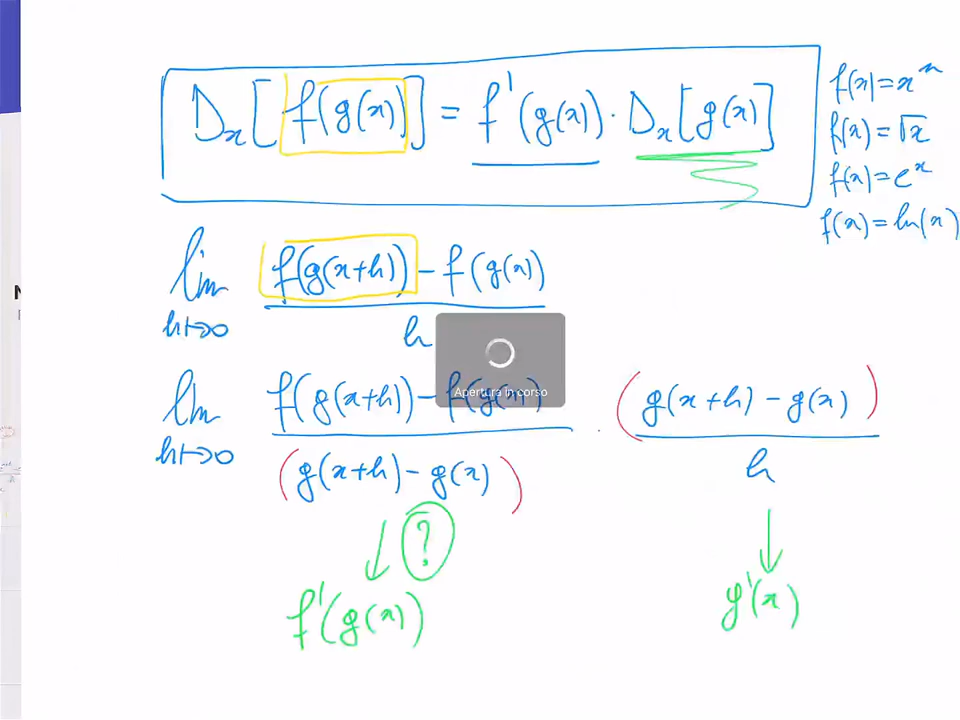 Dx[f(g(x))] = f'(g(x)) · Dx[g(x)]
f(x)=x^n
f(x)=√x
f(x)=e^x
f(x)=ln(x)
lim h→0 f(g(x+h)) - f(g(x))
h
Apertura in corso
lim h→0 f(g(x+h)) - f(g(x)) · (g(x+h) - g(x))
(g(x+h) - g(x)) h
?
f'(g(x)) g'(x)